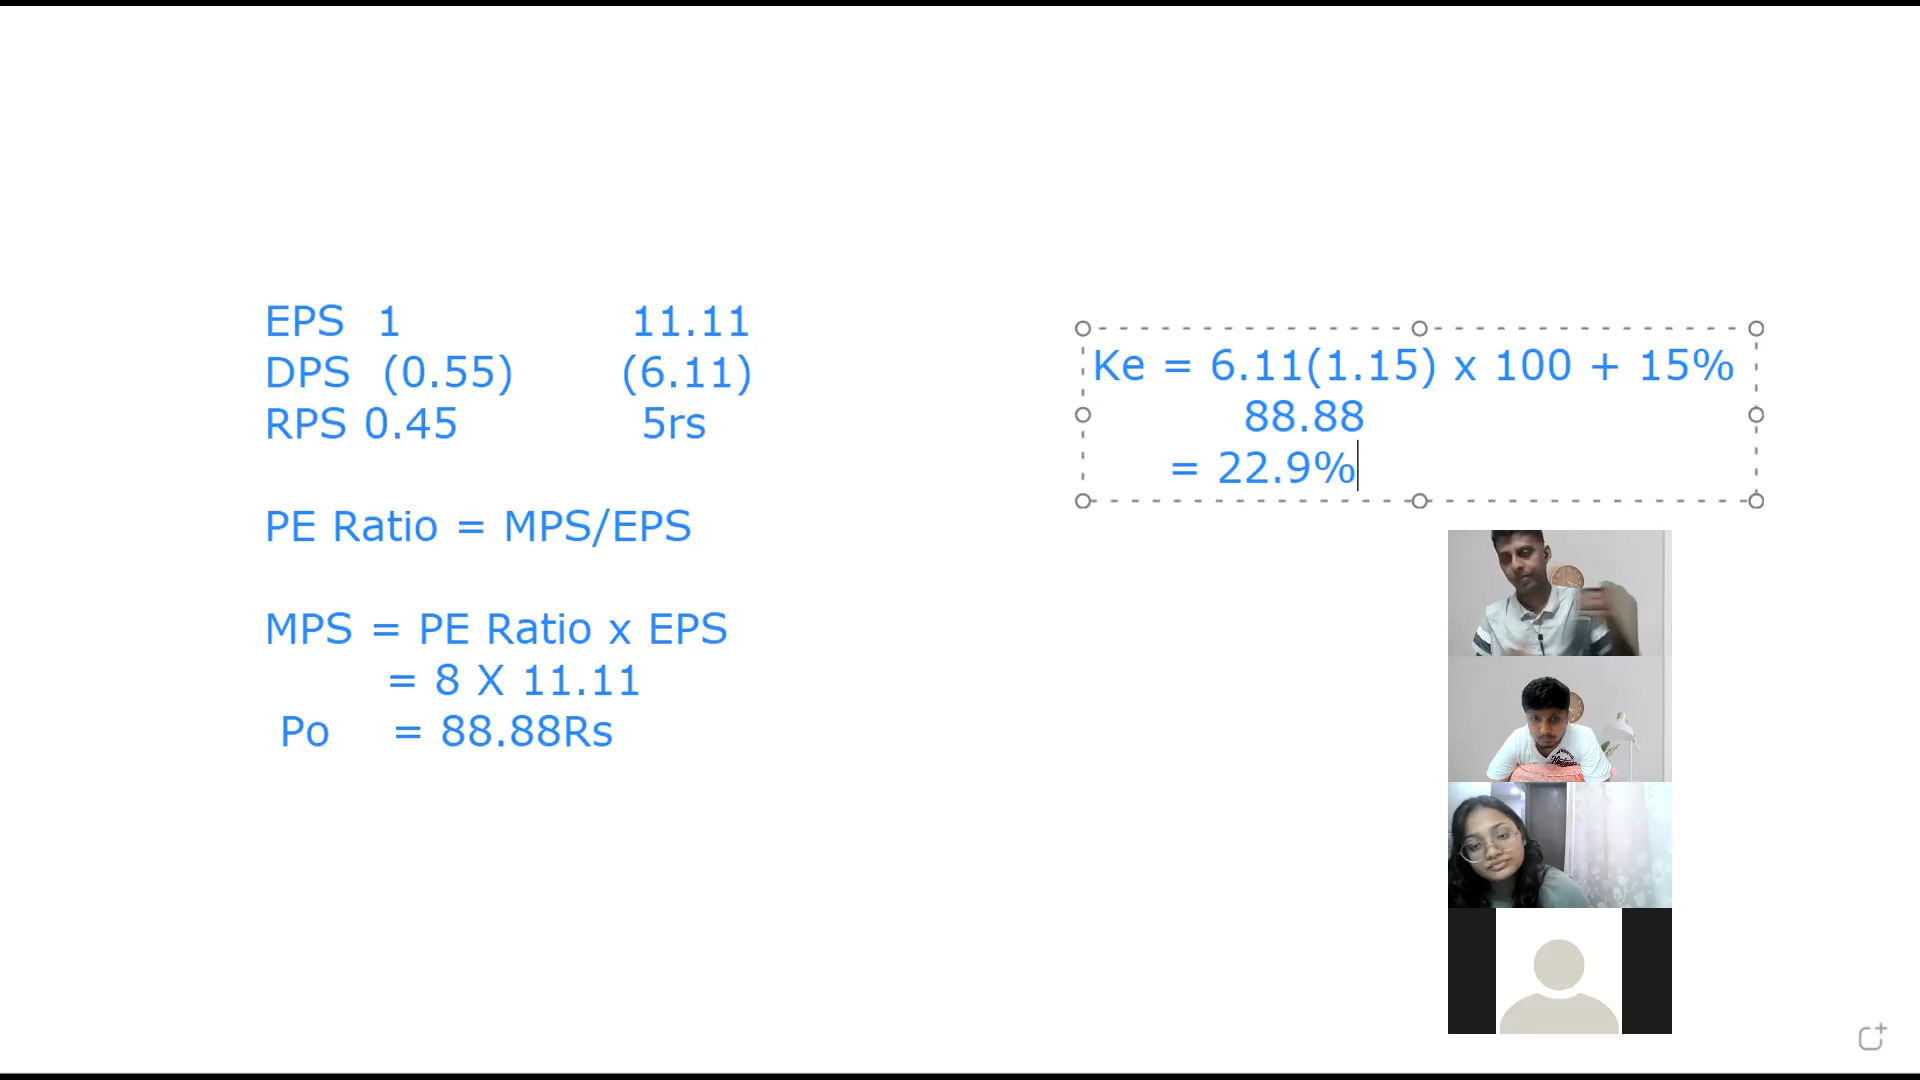 EPS 1 11.11
DPS (0.55) (6.11)
RPS 0.45 5rs
PE Ratio = MPS/EPS
MPS = PE Ratio x EPS
= 8 X 11.11
Po = 88.88Rs
Ke = 6.11(1.15) x 100 + 15%
88.88
= 22.9%